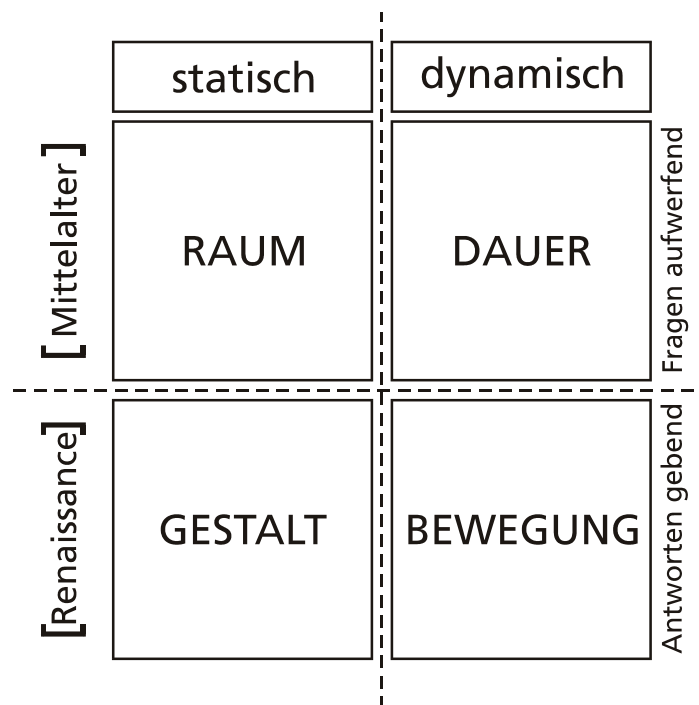 statisch
dynamisch
[Mittelalter]
RAUM
DAUER
Fragen aufwerfend
[Renaissance]
GESTALT
BEWEGUNG
Antworten gebend